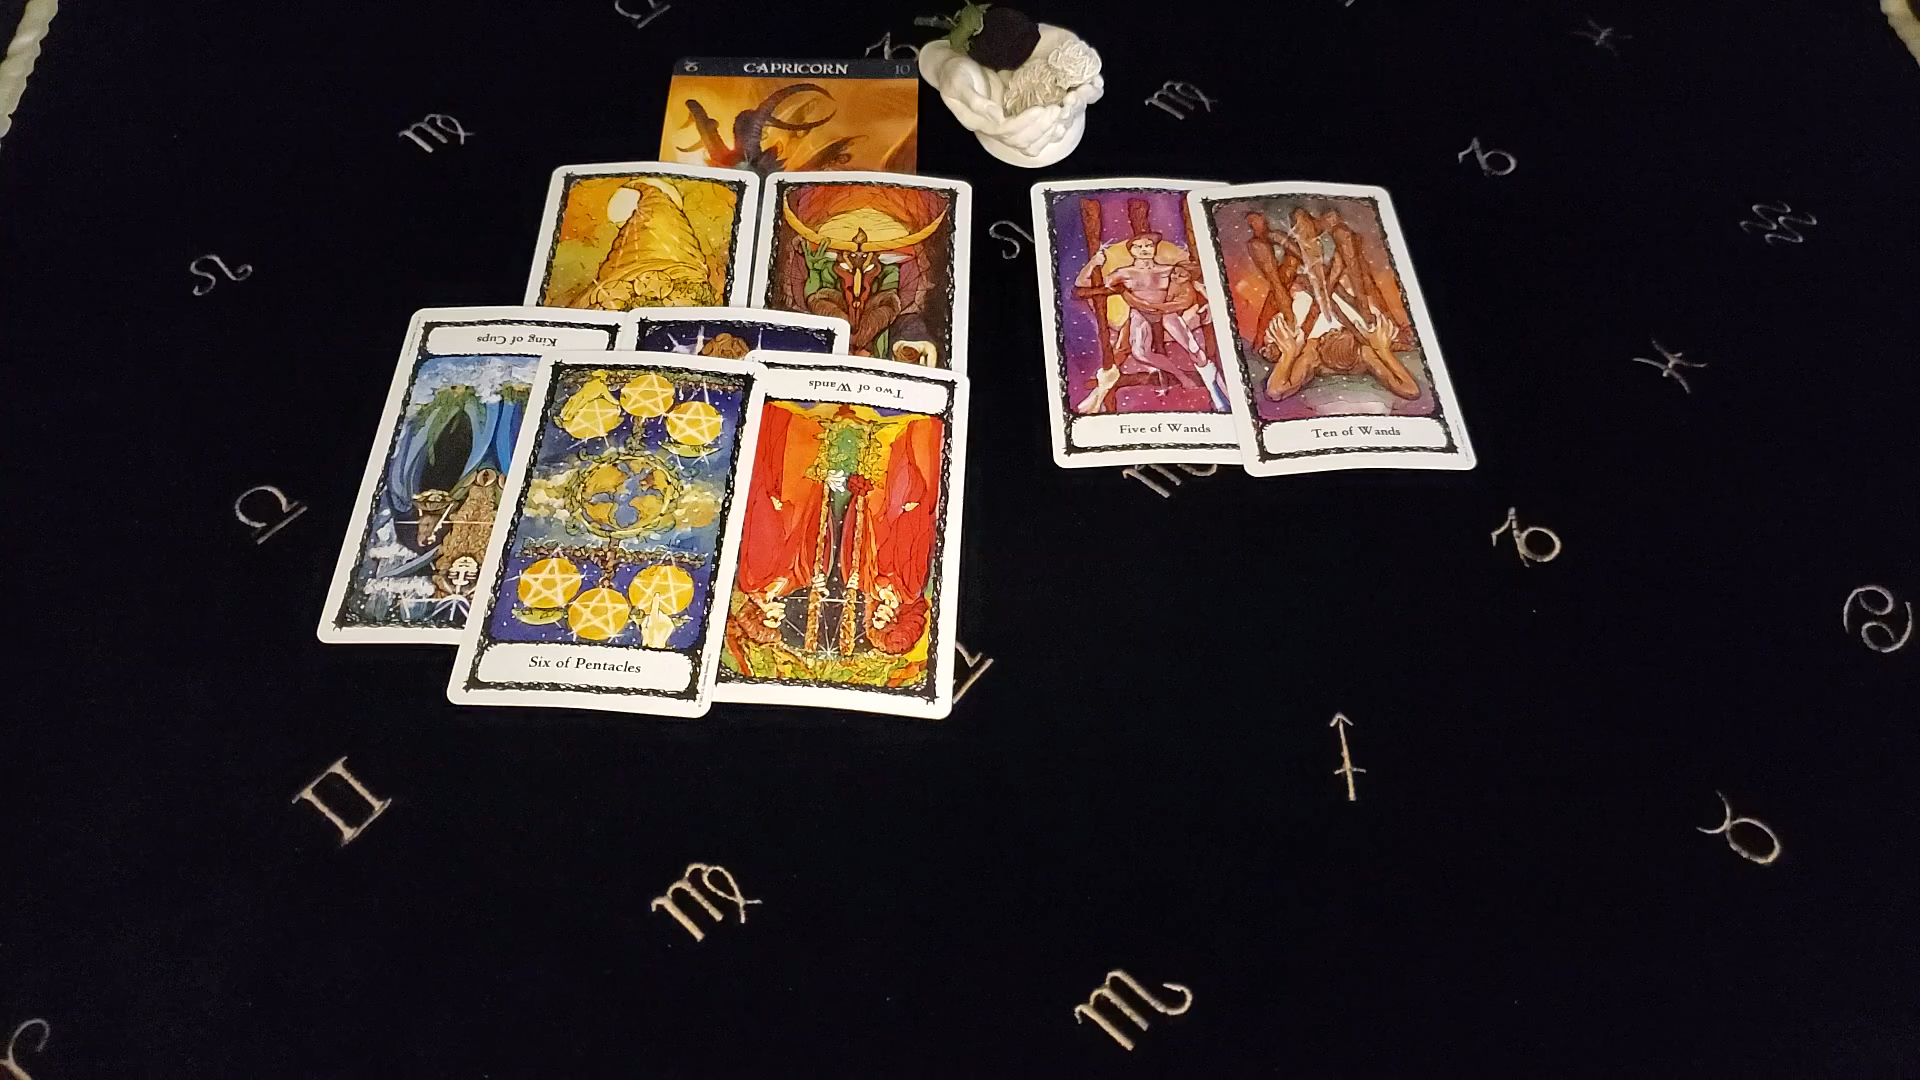 CAPRICORN 10
King of Cups
Two of Wands
Five of Wands
Ten of Wands
Six of Pentacles